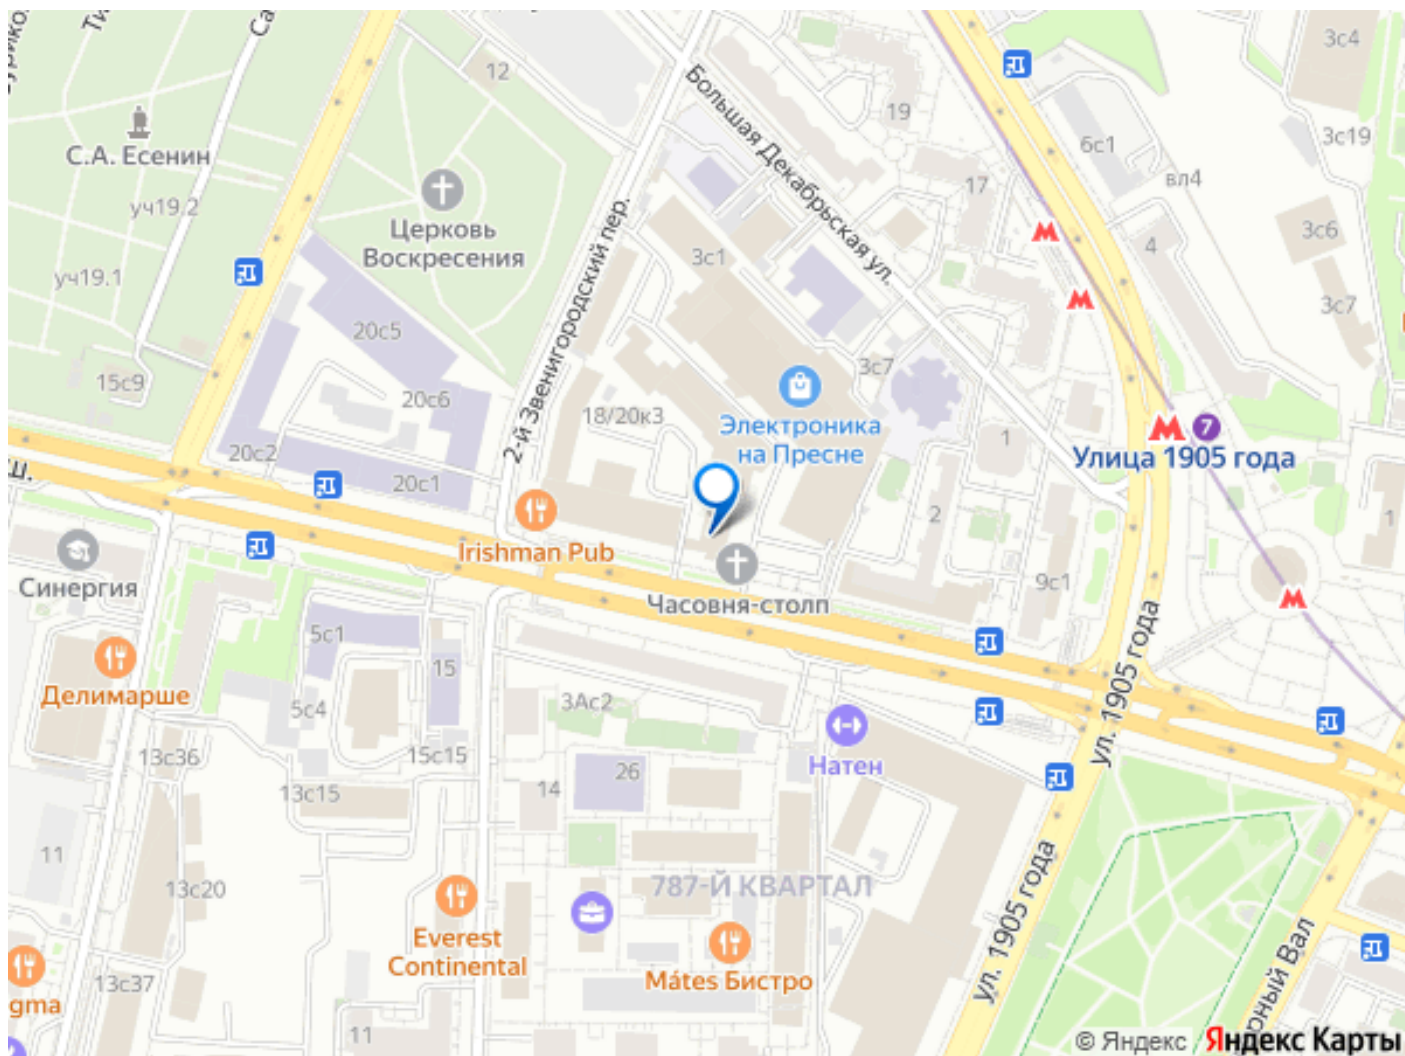 12
С.А. Есенин
уч19.2
уч19.1
Церковь
Воскресения
15с9
20с5
20с6
20с2
20с1
2-й Звенигородский пер.
Большая Декабрьская ул.
19
17
3с1
3с7
18/20к3
Электроника
на Пресне
1
2
9с1
3с4
3с19
6с1
вл4
4
3с6
3с7
7
Улица 1905 года
1
ш.
Irishman Pub
Часовня-столп
Синергия
Делимарше
5с1
15
5с4
15с15
13с36
13с15
3Ас2
14
26
Натен
ул. 1905 года
ул. 1905 года
11
13с20
787-Й КВАРТАЛ
Everest
Continental
Mátes Бистро
13с37
gma
11
рный Вал
© Яндекс Яндекс Карты